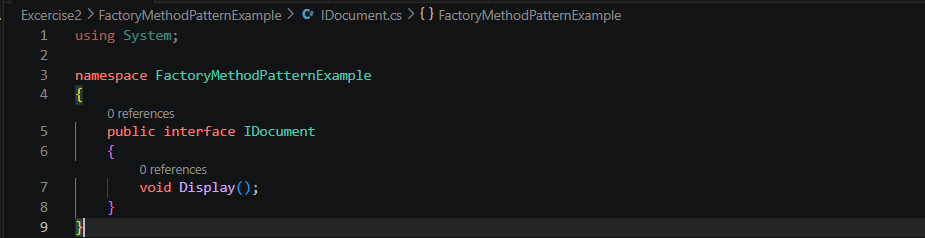 Excercise2 > FactoryMethodPatternExample > C# IDocument.cs > {} FactoryMethodPatternExample
1 using System;
2
3 namespace FactoryMethodPatternExample
4 {
0 references
5 public interface IDocument
6 {
0 references
7 void Display();
8 }
9 }